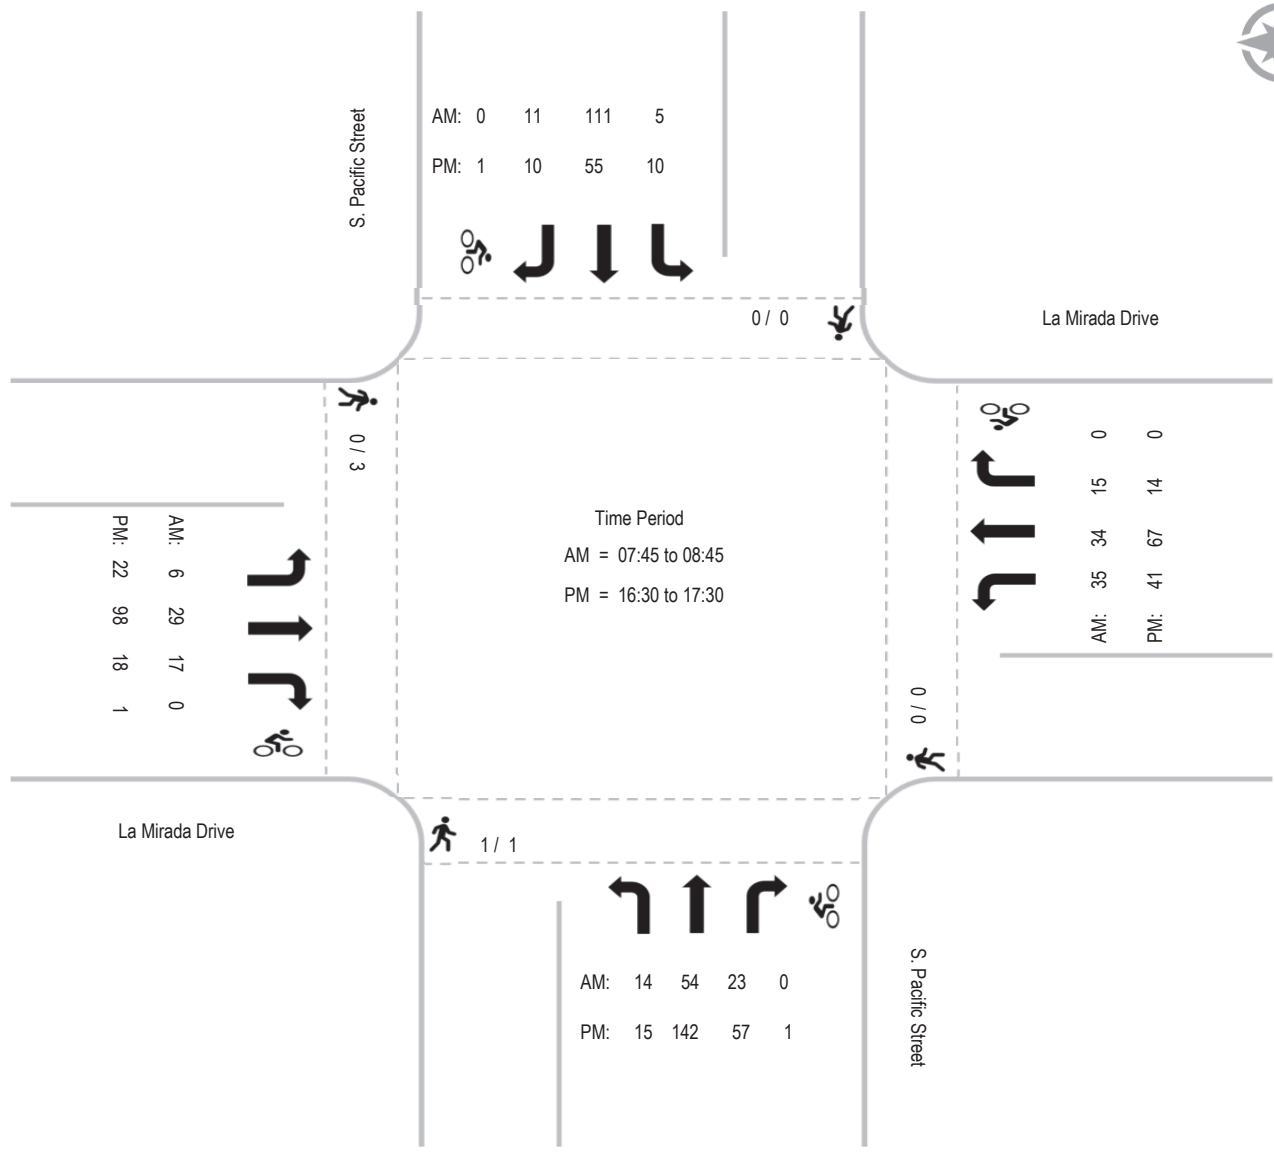 S. Pacific Street
AM: 0 11 111 5
PM: 1 10 55 10
0 / 0
La Mirada Drive
0 / 3
AM: 6 29 17 0
PM: 22 98 18 1
Time Period
AM = 07:45 to 08:45
PM = 16:30 to 17:30
AM: 35 34 15 0
PM: 41 67 14 0
0 / 0
La Mirada Drive
1 / 1
AM: 14 54 23 0
PM: 15 142 57 1
S. Pacific Street